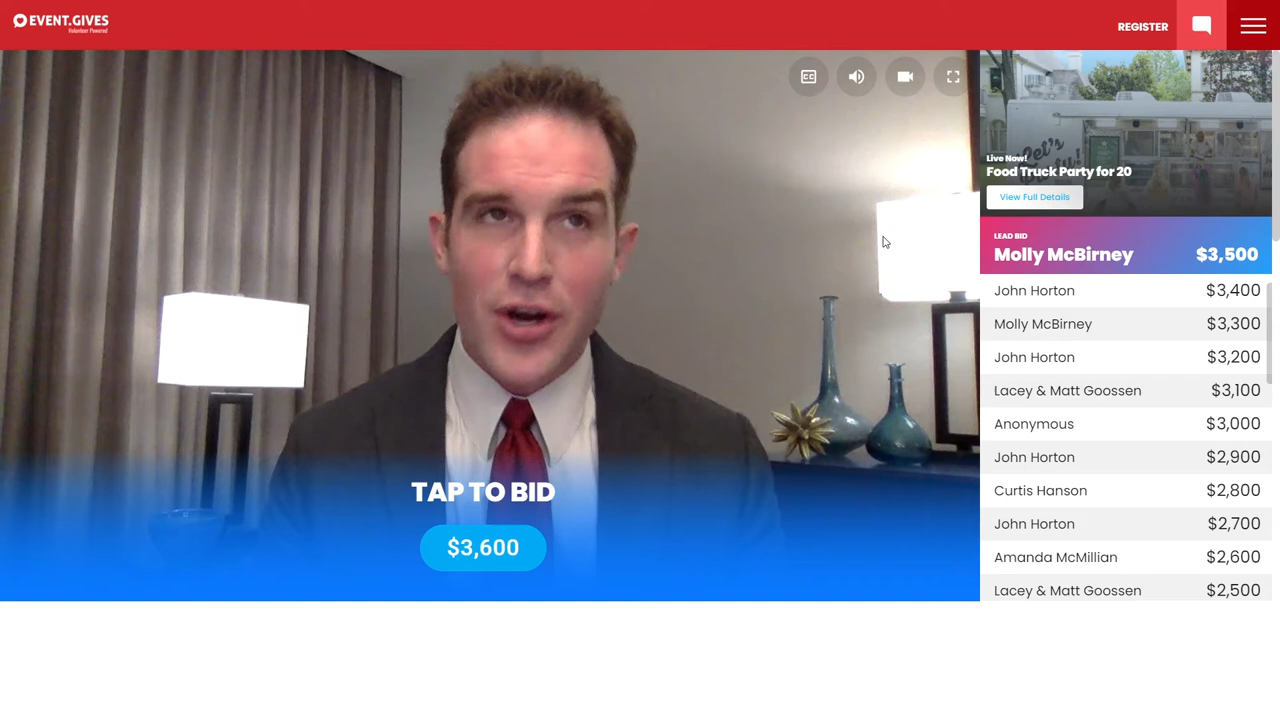 EVENT.GIVES
Volunteer Powered
REGISTER
CC
Let's
Party!
Live Now!
Food Truck Party for 20
View Full Details
LEAD BID
Molly McBirney $3,500
John Horton $3,400
Molly McBirney $3,300
John Horton $3,200
Lacey & Matt Goossen $3,100
Anonymous $3,000
John Horton $2,900
Curtis Hanson $2,800
John Horton $2,700
Amanda McMillian $2,600
Lacey & Matt Goossen $2,500
TAP TO BID
$3,600